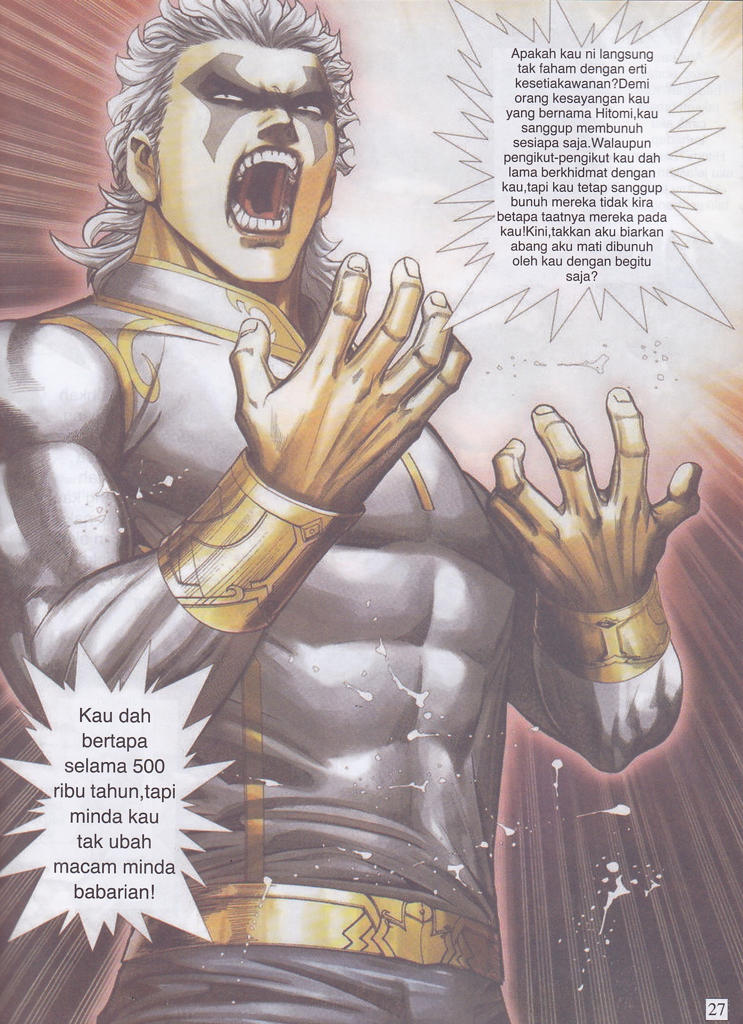 Apakah kau ni langsung
tak faham dengan erti
kesetiakawanan?Demi
orang kesayangan kau
yang bernama Hitomi,kau
sanggup membunuh
sesiapa saja.Walaupun
pengikut-pengikut kau dah
lama berkhidmat dengan
kau,tapi kau tetap sanggup
bunuh mereka tidak kira
betapa taatnya mereka pada
kau!Kini,takkan aku biarkan
abang aku mati dibunuh
oleh kau dengan begitu
saja?
Kau dah
bertapa
selama 500
ribu tahun,tapi
minda kau
tak ubah
macam minda
babarian!
27